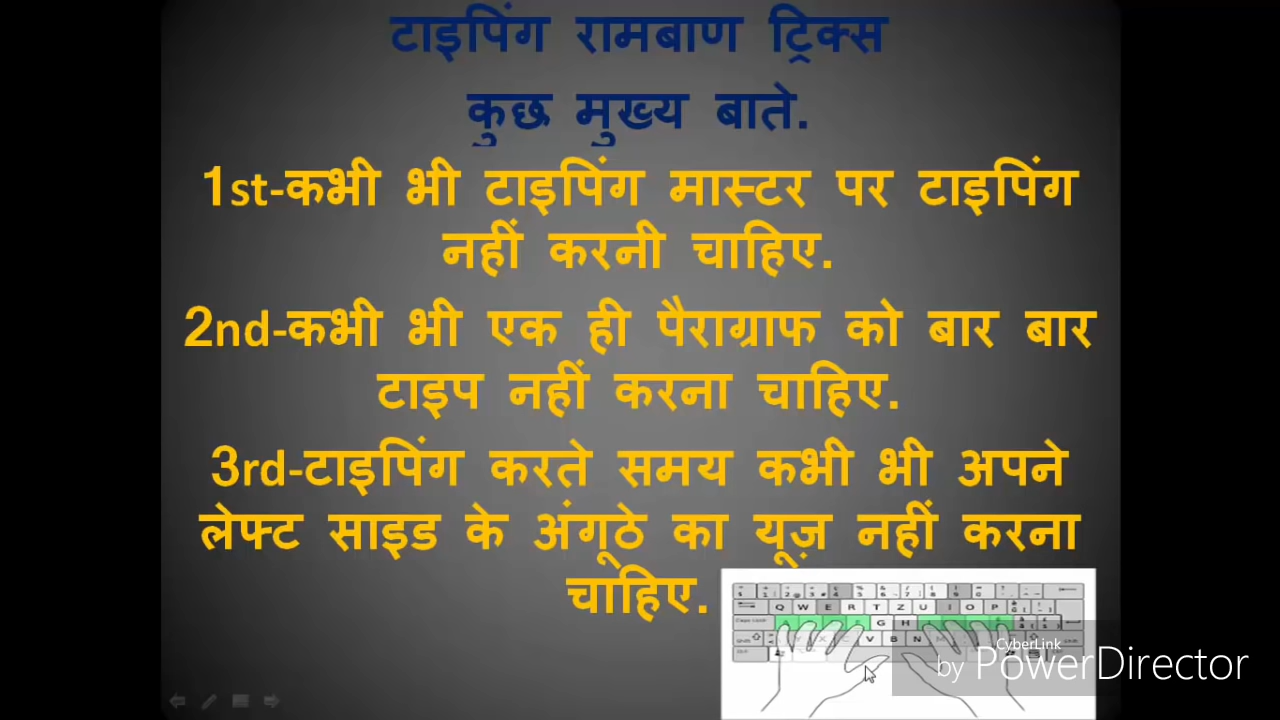 टाइपिंग रामबाण ट्रिक्स
कुछ मुख्य बाते.
1st-कभी भी टाइपिंग मास्टर पर टाइपिंग
नहीं करनी चाहिए.
2nd-कभी भी एक ही पैराग्राफ को बार बार
टाइप नहीं करना चाहिए.
3rd-टाइपिंग करते समय कभी भी अपने
लेफ्ट साइड के अंगूठे का यूज़ नहीं करना
चाहिए.
Q W E R T Z U I O P
G H
V B N
CyberLink
by PowerDirector